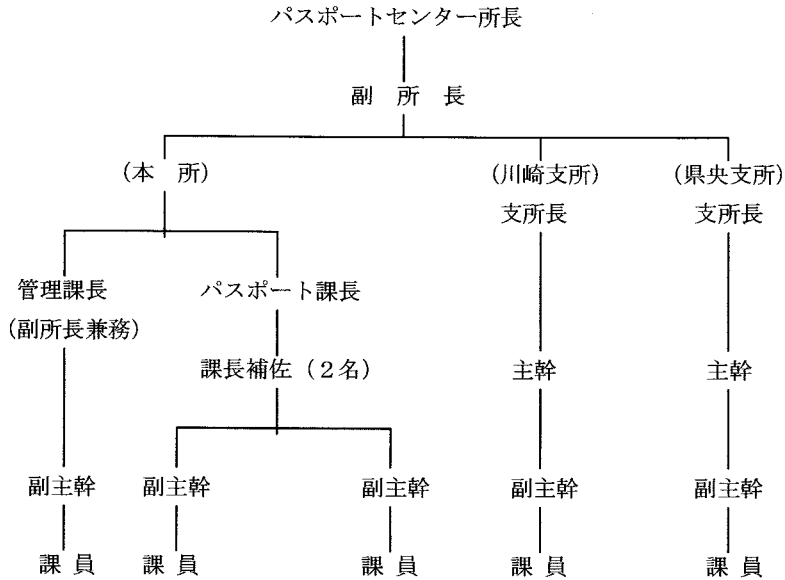 パスポートセンター所長
副 所 長
(本 所) (川崎支所) (県央支所)
支所長 支所長
管理課長 パスポート課長
(副所長兼務)
課長補佐(2名) 主幹 主幹
副主幹 副主幹 副主幹 副主幹 副主幹
課 員 課 員 課 員 課 員 課 員